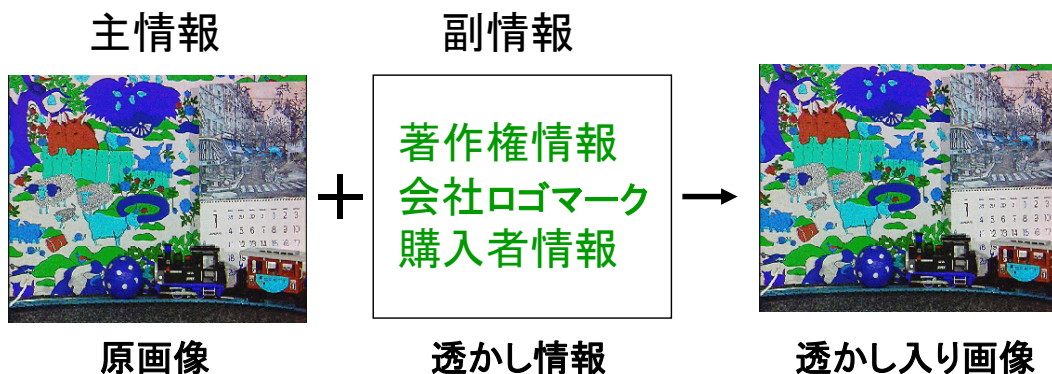 主情報
副情報
著作権情報
会社ロゴマーク
購入者情報
+
→
原画像
透かし情報
透かし入り画像